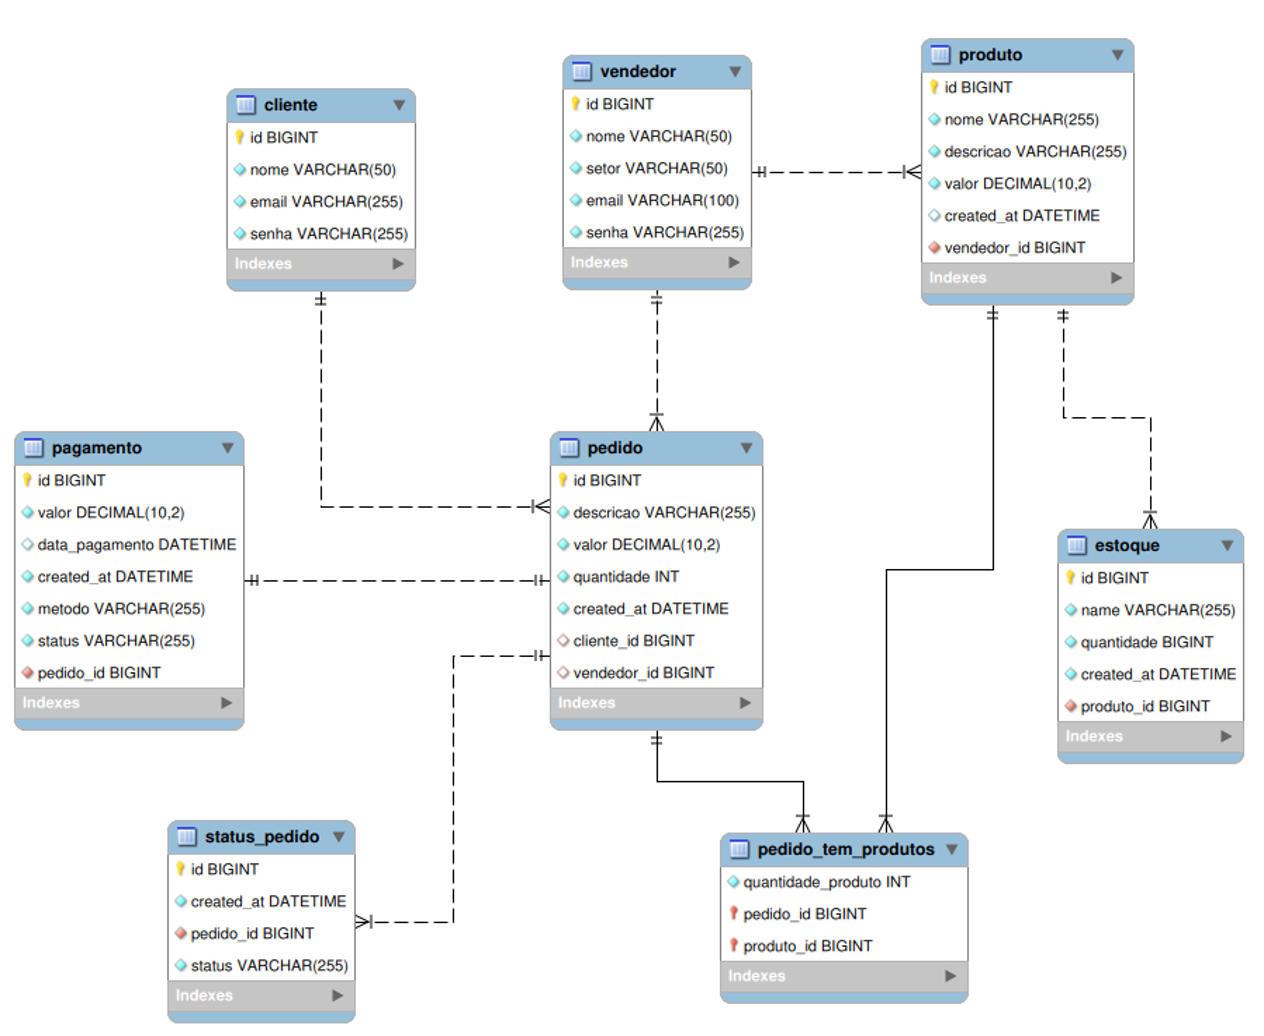 cliente
id BIGINT
nome VARCHAR(50)
email VARCHAR(255)
senha VARCHAR(255)
Indexes
vendedor
id BIGINT
nome VARCHAR(50)
setor VARCHAR(50)
email VARCHAR(100)
senha VARCHAR(255)
Indexes
produto
id BIGINT
nome VARCHAR(255)
descricao VARCHAR(255)
valor DECIMAL(10,2)
created_at DATETIME
vendedor_id BIGINT
Indexes
pagamento
id BIGINT
valor DECIMAL(10,2)
data_pagamento DATETIME
created_at DATETIME
metodo VARCHAR(255)
status VARCHAR(255)
pedido_id BIGINT
Indexes
pedido
id BIGINT
descricao VARCHAR(255)
valor DECIMAL(10,2)
quantidade INT
created_at DATETIME
cliente_id BIGINT
vendedor_id BIGINT
Indexes
estoque
id BIGINT
name VARCHAR(255)
quantidade BIGINT
created_at DATETIME
produto_id BIGINT
Indexes
status_pedido
id BIGINT
created_at DATETIME
pedido_id BIGINT
status VARCHAR(255)
Indexes
pedido_tem_produtos
quantidade_produto INT
pedido_id BIGINT
produto_id BIGINT
Indexes